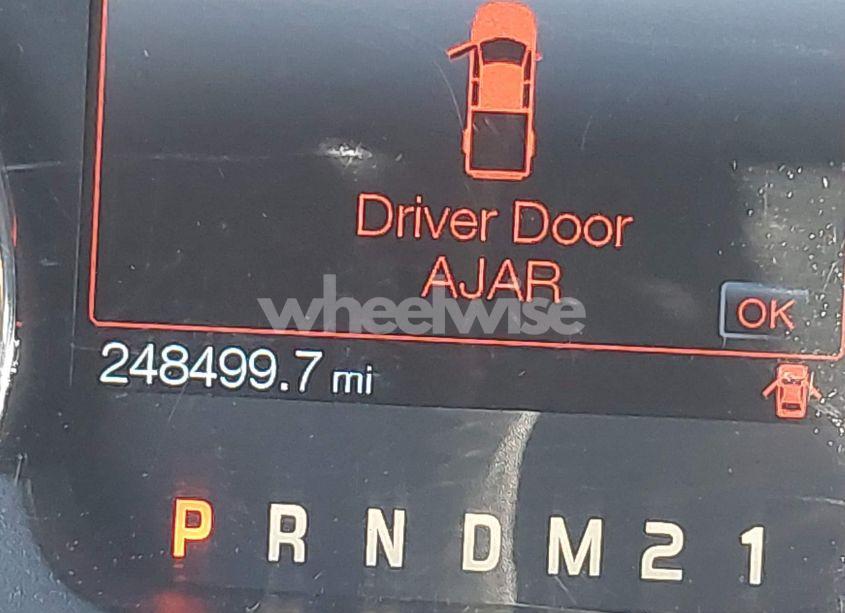 Driver Door
AJAR
wheelwise
OK
248499.7 mi
P R N D M 2 1